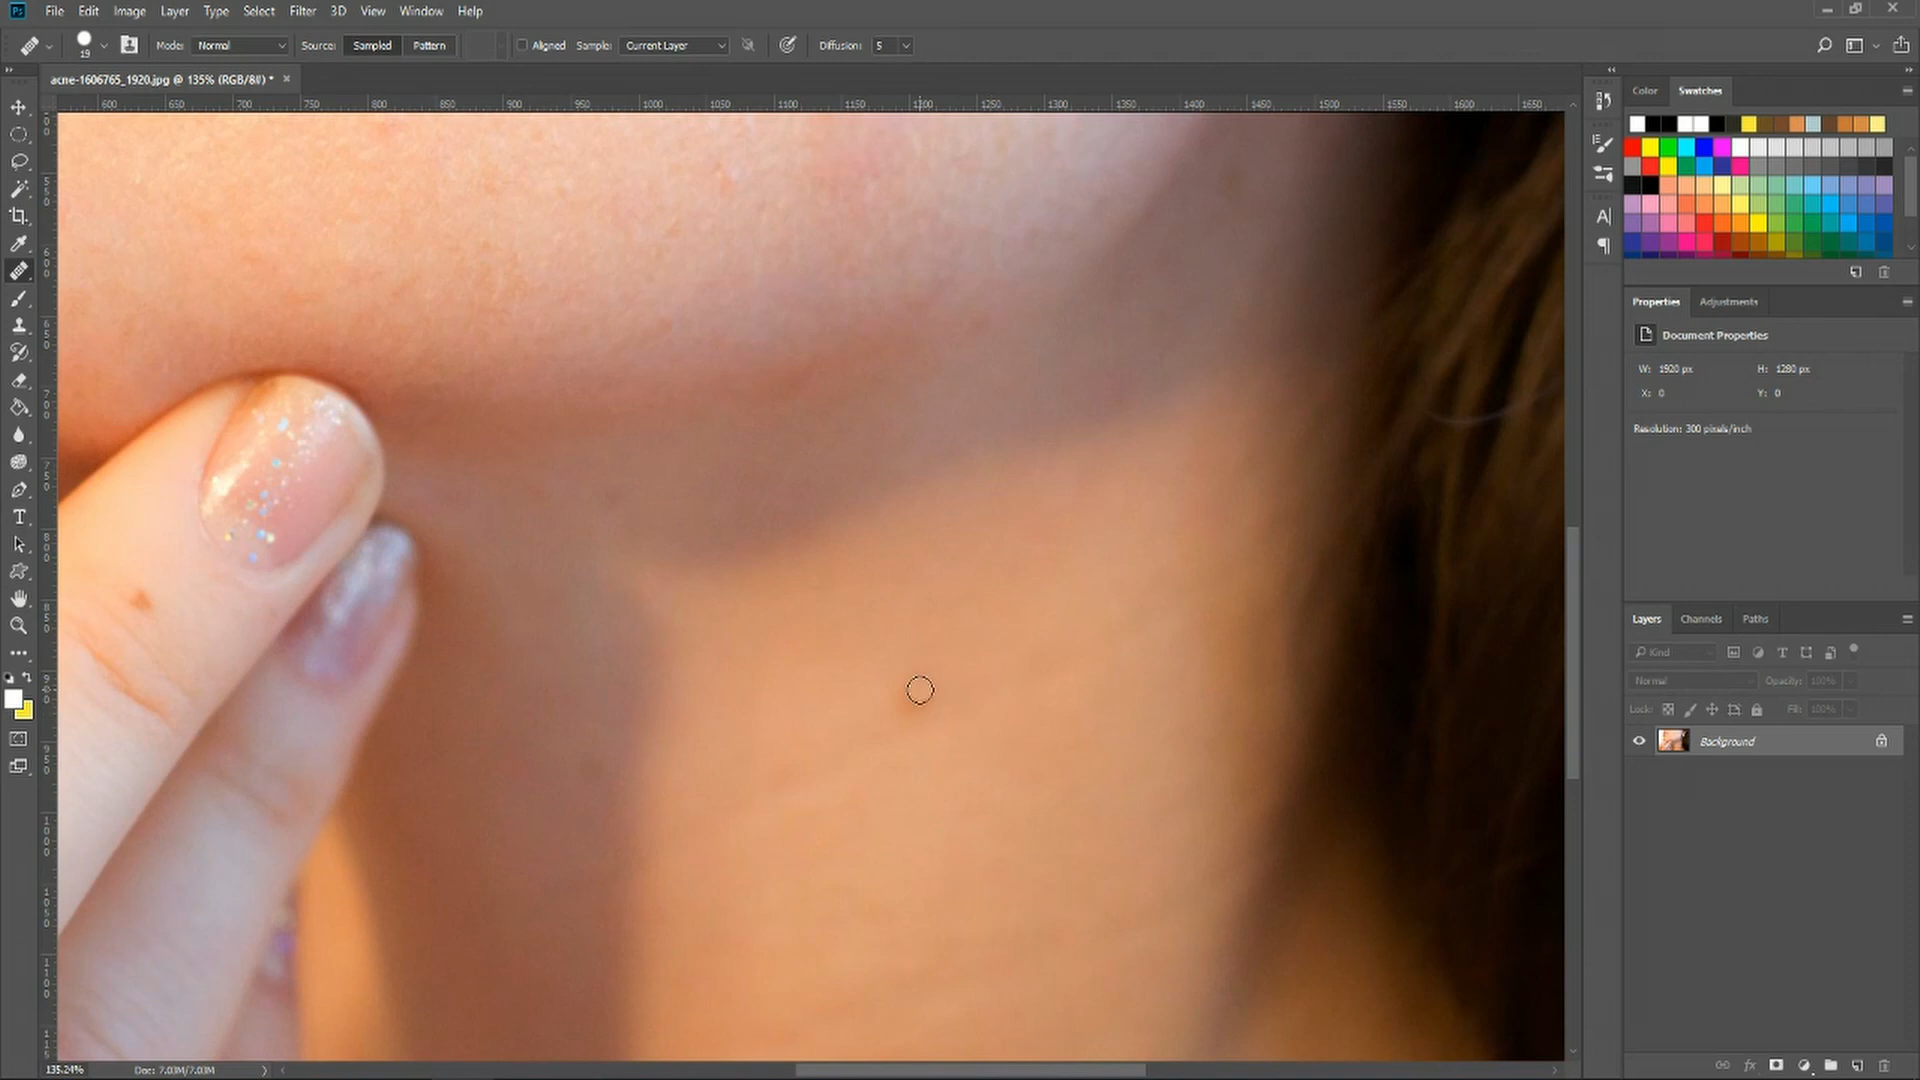 Ps File Edit Image Layer Type Select Filter 3D View Window Help
19 Mode: Normal Source: Sampled Pattern Aligned Sample: Current Layer Diffusion: 5
acne-1606765_1920.jpg @ 135% (RGB/8#) * ×
600 650 700 750 800 850 900 950 1000 1050 1100 1150 1200 1250 1300 1350 1400 1450 1500 1550 1600 1650
Color Swatches
Properties Adjustments
Document Properties
W: 1920 px H: 1280 px
X: 0 Y: 0
Resolution: 300 pixels/inch
Layers Channels Paths
Kind
Normal Opacity: 100%
Lock: Fill: 100%
Background
fx
135.24% Doc: 7.03M/7.03M